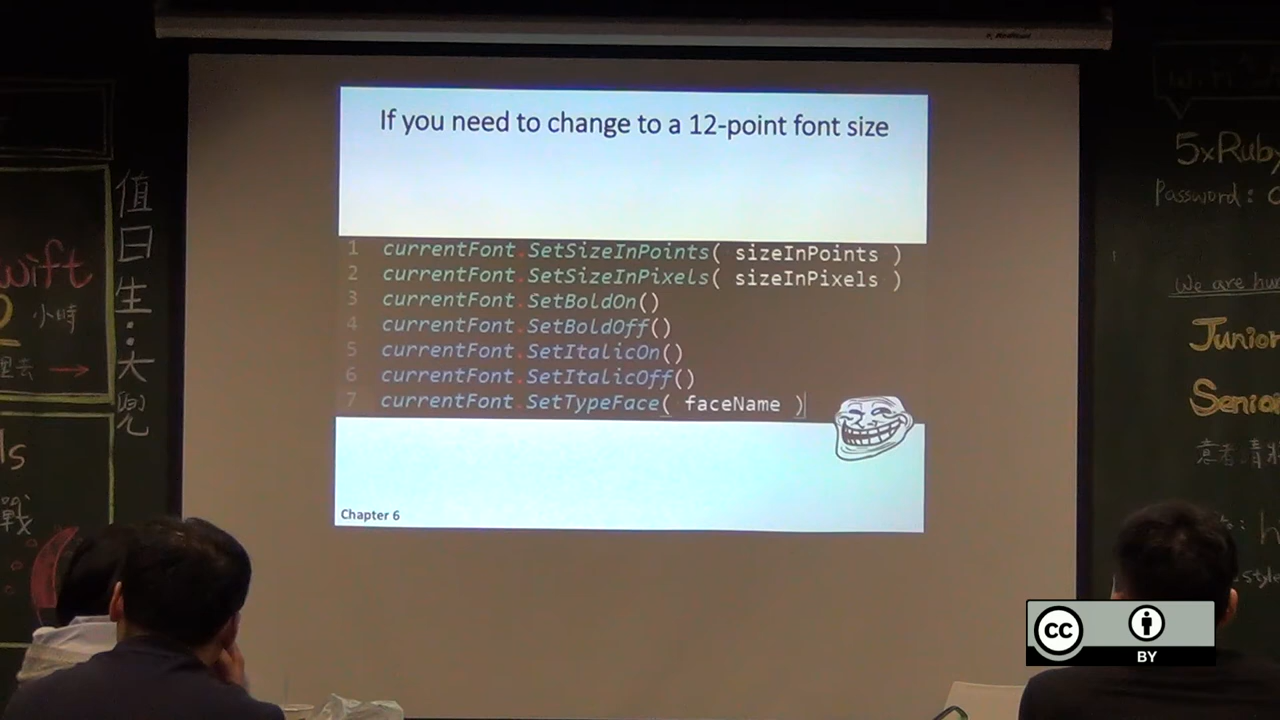 If you need to change to a 12-point font size
1 currentFont.SetSizeInPoints( sizeInPoints )
2 currentFont.SetSizeInPixels( sizeInPixels )
3 currentFont.SetBoldOn()
4 currentFont.SetBoldOff()
5 currentFont.SetItalicOn()
6 currentFont.SetItalicOff()
7 currentFont.SetTypeFace( faceName )
Chapter 6
值日生:大兜
wift
小時
戰
5xRuby
Password:
We are
Junior
CC
BY